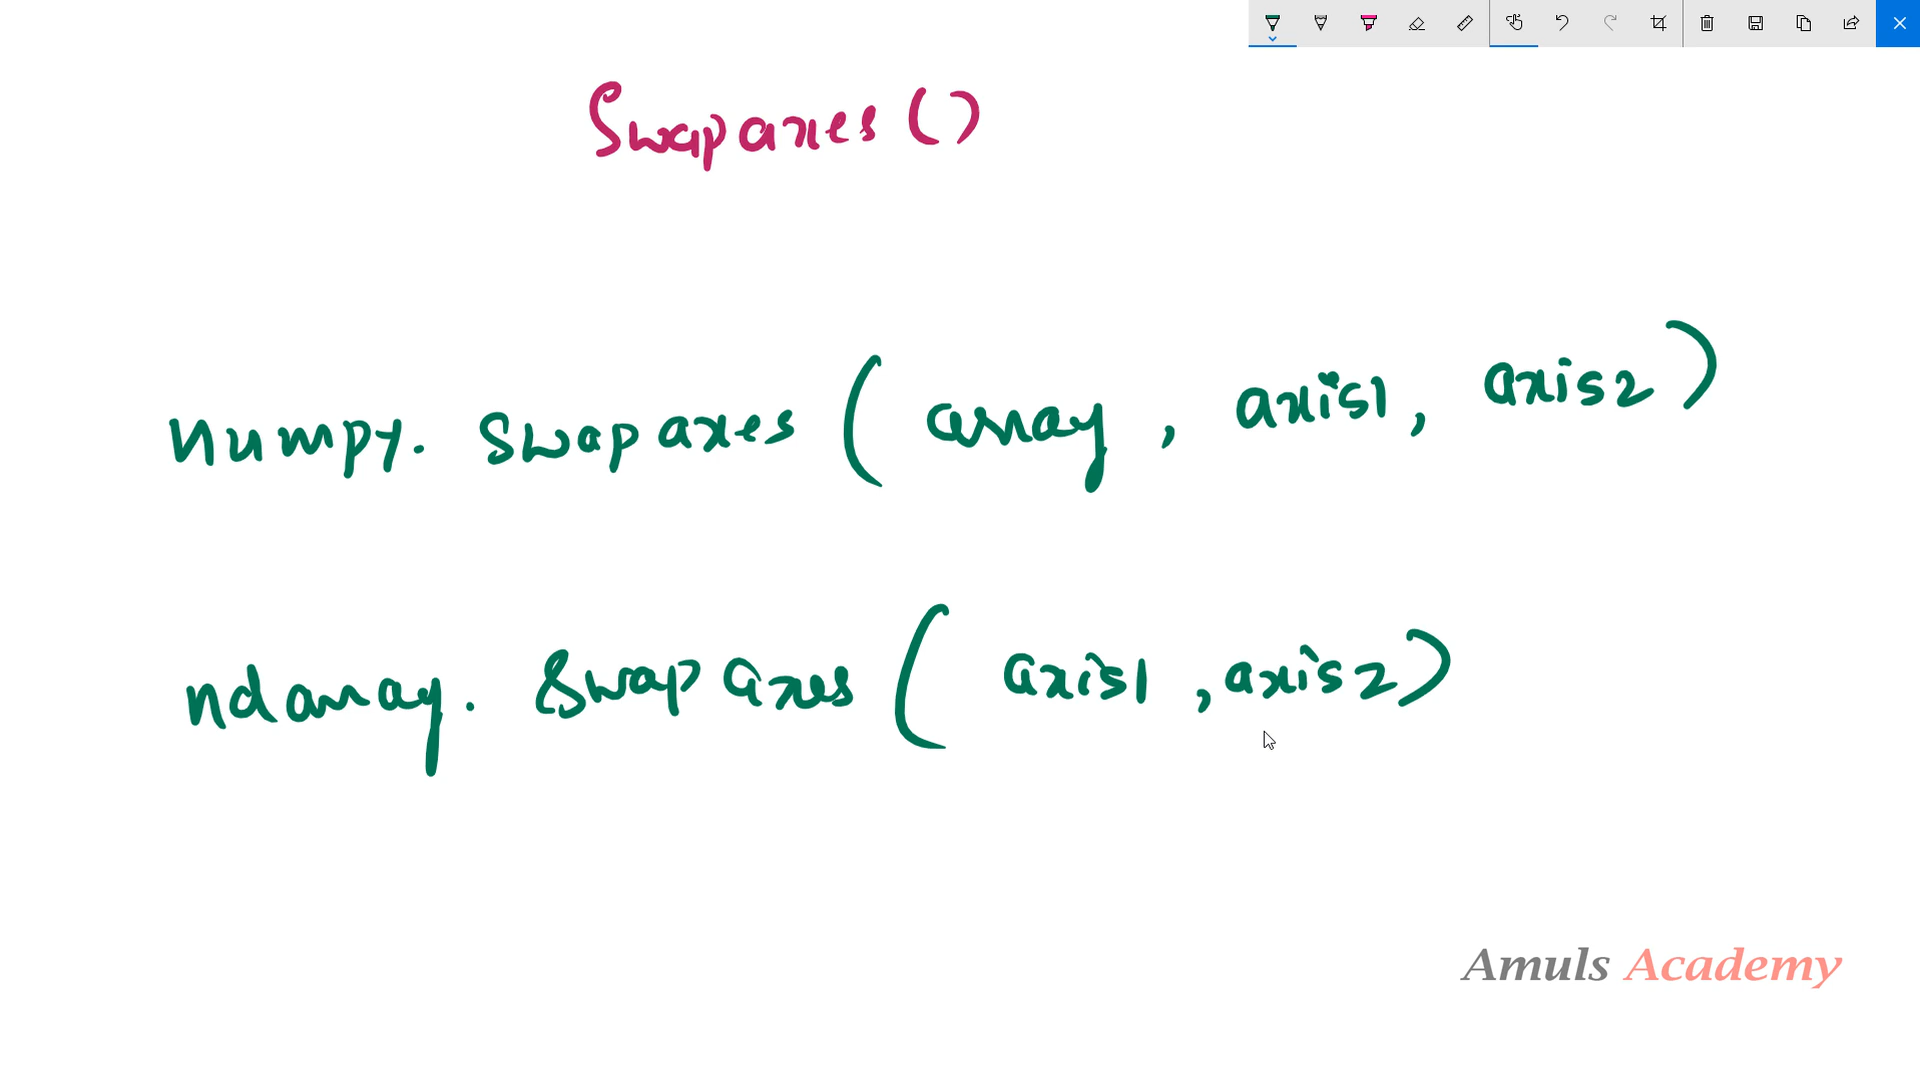 Swapaxes()
numpy. swapaxes ( array , axis1, axis2 )
ndarray. Swapaxes ( axis1 , axis2 )
Amuls Academy